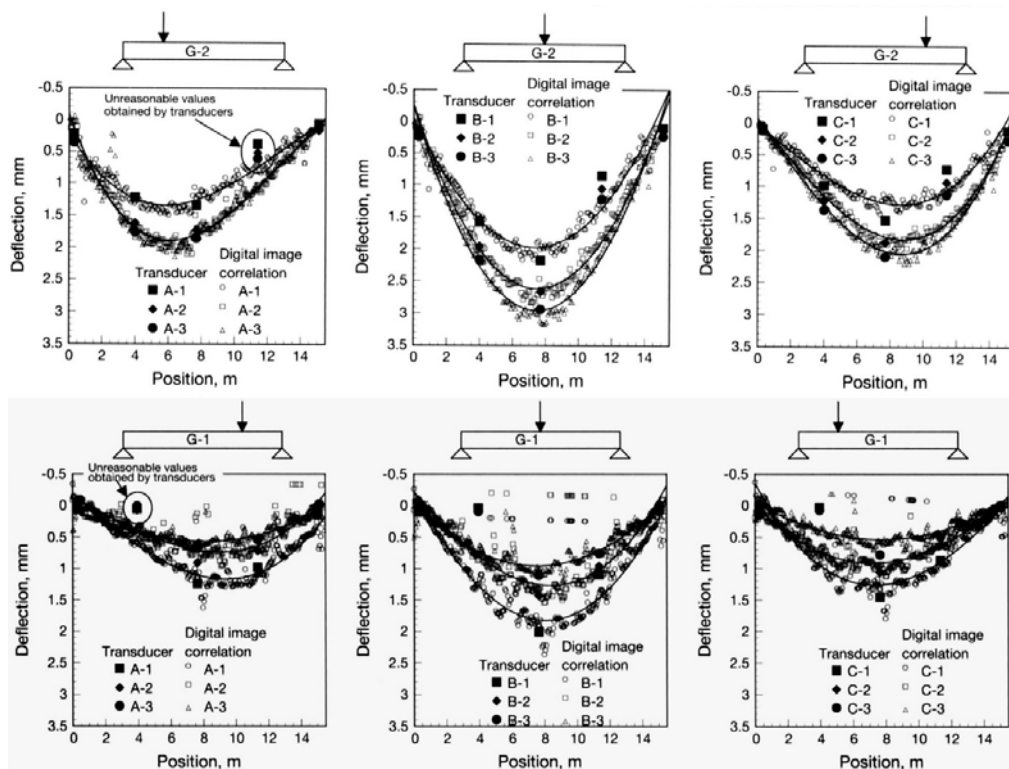 G-2
Unreasonable values
obtained by transducers
Deflection, mm
-0.5
0
0.5
1
1.5
2
2.5
3
3.5
Transducer
Digital image
correlation
A-1 A-1
A-2 A-2
A-3 A-3
0 2 4 6 8 10 12 14
Position, m
G-2
Deflection, mm
-0.5
0
0.5
1
1.5
2
2.5
3
3.5
Transducer
Digital image
correlation
B-1 B-1
B-2 B-2
B-3 B-3
0 2 4 6 8 10 12 14
Position, m
G-2
Deflection, mm
-0.5
0
0.5
1
1.5
2
2.5
3
3.5
Transducer
Digital image
correlation
C-1 C-1
C-2 C-2
C-3 C-3
0 2 4 6 8 10 12 14
Position, m
G-1
Unreasonable values
obtained by transducers
Deflection, mm
-0.5
0
0.5
1
1.5
2
2.5
3
3.5
Transducer
Digital image
correlation
A-1 A-1
A-2 A-2
A-3 A-3
0 2 4 6 8 10 12 14
Position, m
G-1
Deflection, mm
-0.5
0
0.5
1
1.5
2
2.5
3
3.5
Transducer
Digital image
correlation
B-1 B-1
B-2 B-2
B-3 B-3
0 2 4 6 8 10 12 14
Position, m
G-1
Deflection, mm
-0.5
0
0.5
1
1.5
2
2.5
3
3.5
Transducer
Digital image
correlation
C-1 C-1
C-2 C-2
C-3 C-3
0 2 4 6 8 10 12 14
Position, m